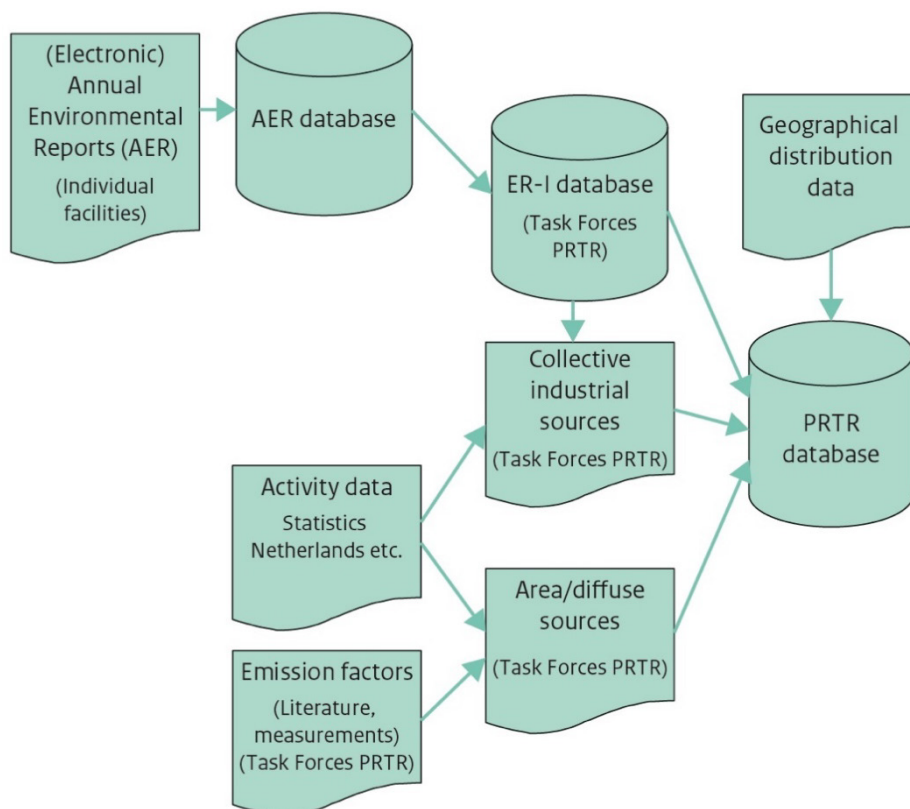 (Electronic)
Annual
Environmental
Reports (AER)
(Individual
facilities)
AER database
ER-I database
(Task Forces
PRTR)
Geographical
distribution
data
Collective
industrial
sources
(Task Forces PRTR)
PRTR
database
Activity data
Statistics
Netherlands etc.
Area/diffuse
sources
(Task Forces PRTR)
Emission factors
(Literature,
measurements)
(Task Forces PRTR)